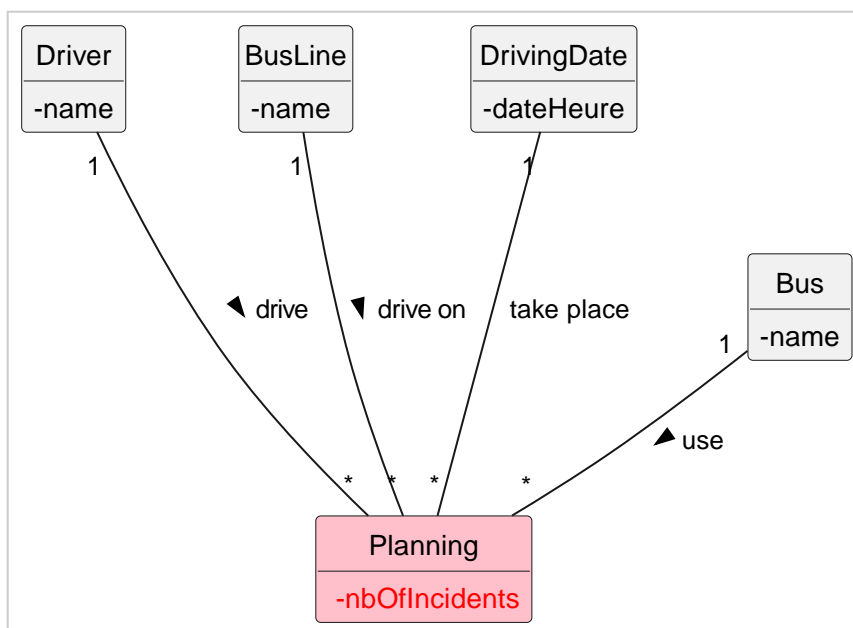 Driver
-name
BusLine
-name
DrivingDate
-dateHeure
1
1
1
Bus
-name
drive
drive on
take place
1
use
*
*
*
*
Planning
-nbOfIncidents